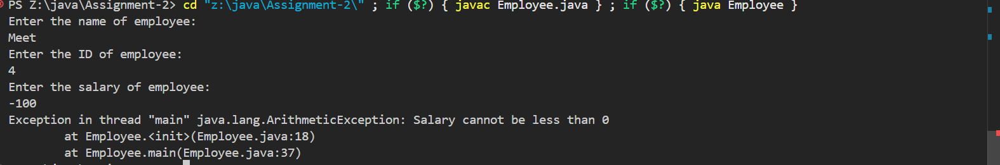 PS Z:\java\Assignment-2> cd "z:\java\Assignment-2\" ; if ($?) { javac Employee.java } ; if ($?) { java Employee }
Enter the name of employee:
Meet
Enter the ID of employee:
4
Enter the salary of employee:
-100
Exception in thread "main" java.lang.ArithmeticException: Salary cannot be less than 0
        at Employee.<init>(Employee.java:18)
        at Employee.main(Employee.java:37)